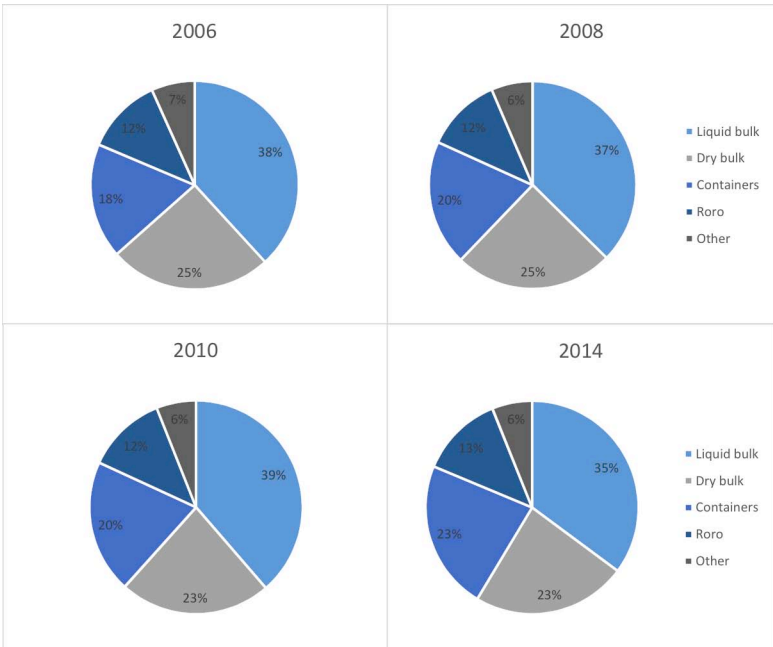 2006
7%
12%
38%
18%
25%
2008
6%
12%
37%
20%
25%
Liquid bulk
Dry bulk
Containers
Roro
Other
2010
6%
12%
39%
20%
23%
2014
6%
13%
35%
23%
23%
Liquid bulk
Dry bulk
Containers
Roro
Other